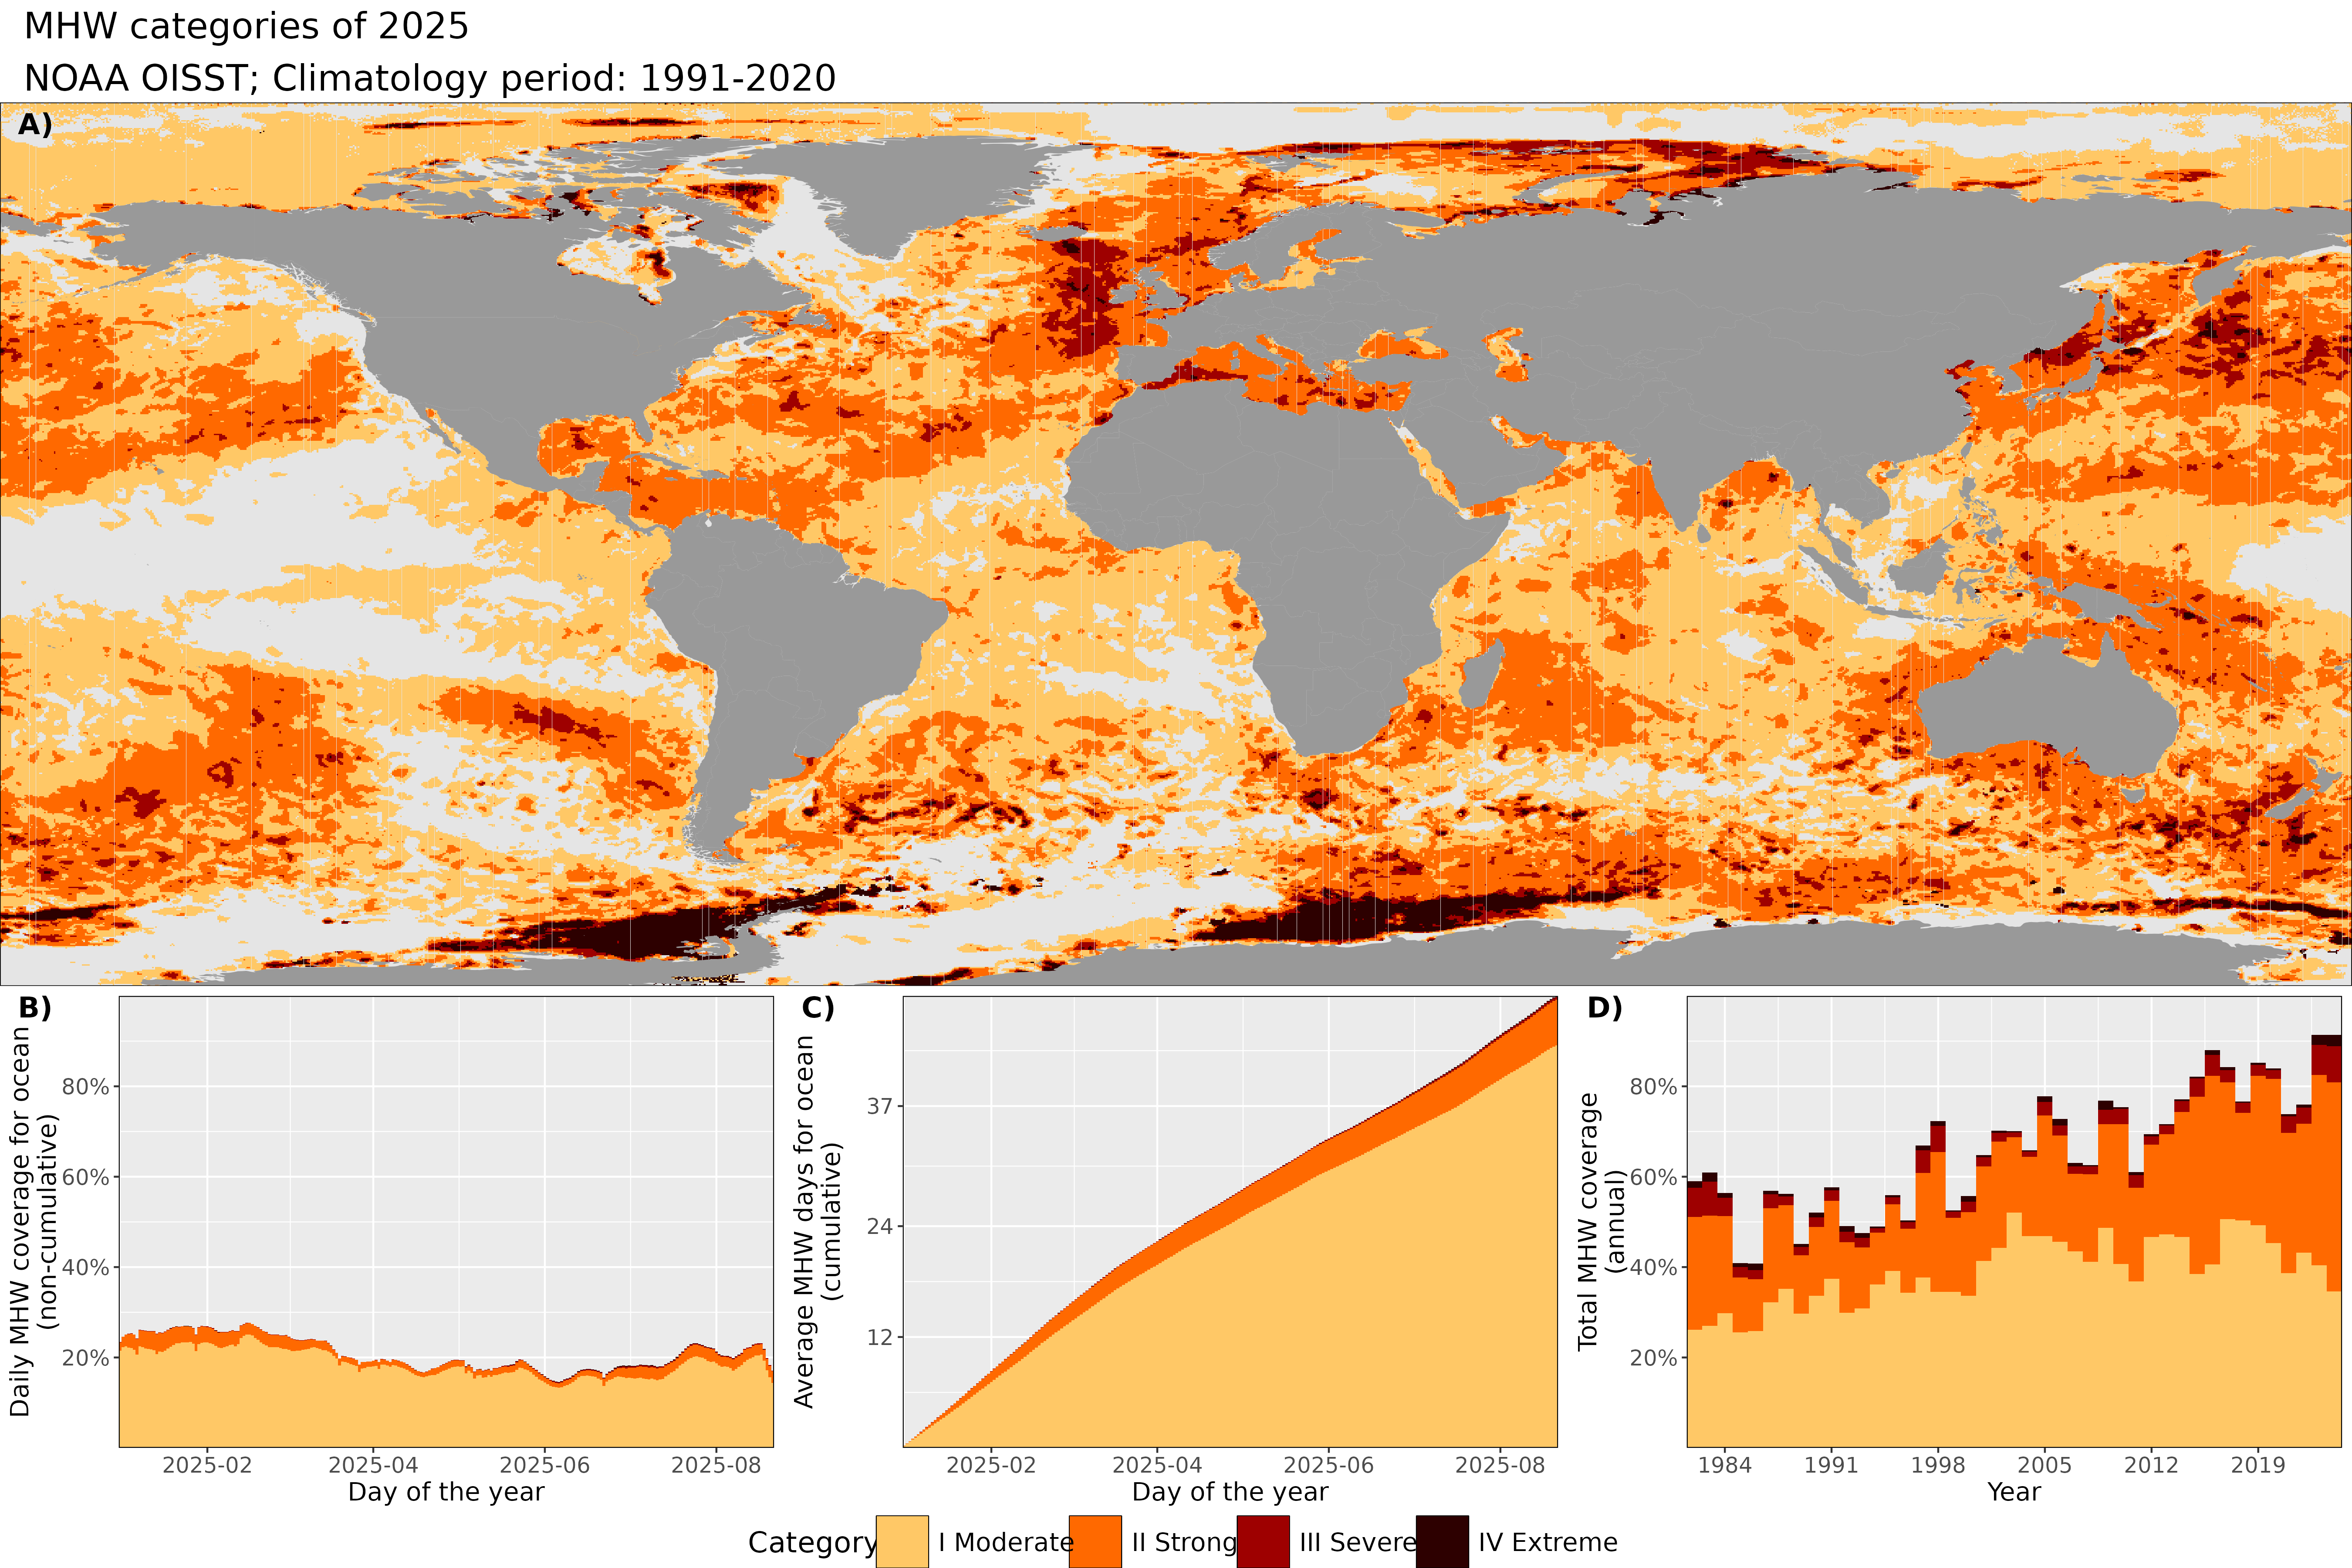 MHW categories of 2025
NOAA OISST; Climatology period: 1991-2020
A)
B)
Daily MHW coverage for ocean
(non-cumulative)
80%
60%
40%
20%
2025-02 2025-04 2025-06 2025-08
Day of the year
C)
Average MHW days for ocean
(cumulative)
37
24
12
2025-02 2025-04 2025-06 2025-08
Day of the year
D)
Total MHW coverage
(annual)
80%
60%
40%
20%
1984 1991 1998 2005 2012 2019
Year
Category I Moderate II Strong III Severe IV Extreme